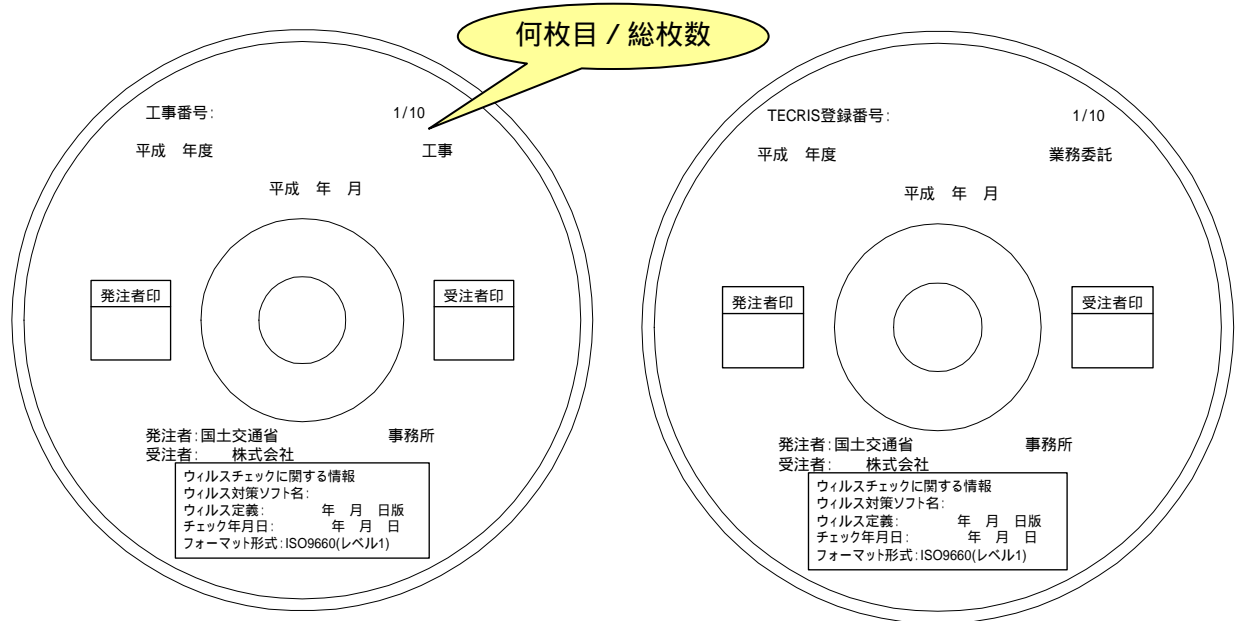 何枚目 / 総枚数
工事番号: 1/10
平成 年度 工事
平成 年 月
発注者印 受注者印
発注者:国土交通省 事務所
受注者: 株式会社
ウィルスチェックに関する情報
ウィルス対策ソフト名:
ウィルス定義: 年 月 日版
チェック年月日: 年 月 日
フォーマット形式:ISO9660(レベル1)
TECRIS登録番号: 1/10
平成 年度 業務委託
平成 年 月
発注者印 受注者印
発注者:国土交通省 事務所
受注者: 株式会社
ウィルスチェックに関する情報
ウィルス対策ソフト名:
ウィルス定義: 年 月 日版
チェック年月日: 年 月 日
フォーマット形式:ISO9660(レベル1)